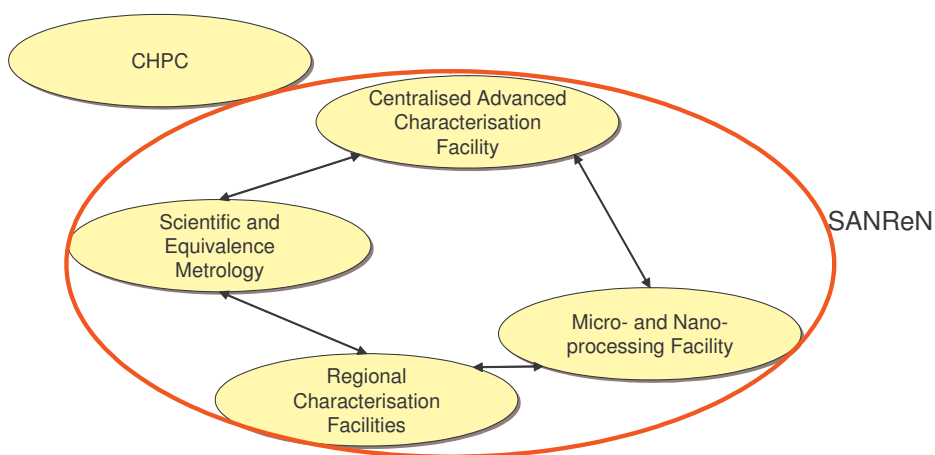 CHPC
Centralised Advanced
Characterisation
Facility
Scientific and
Equivalence
Metrology
SANReN
Micro- and Nano-
processing Facility
Regional
Characterisation
Facilities